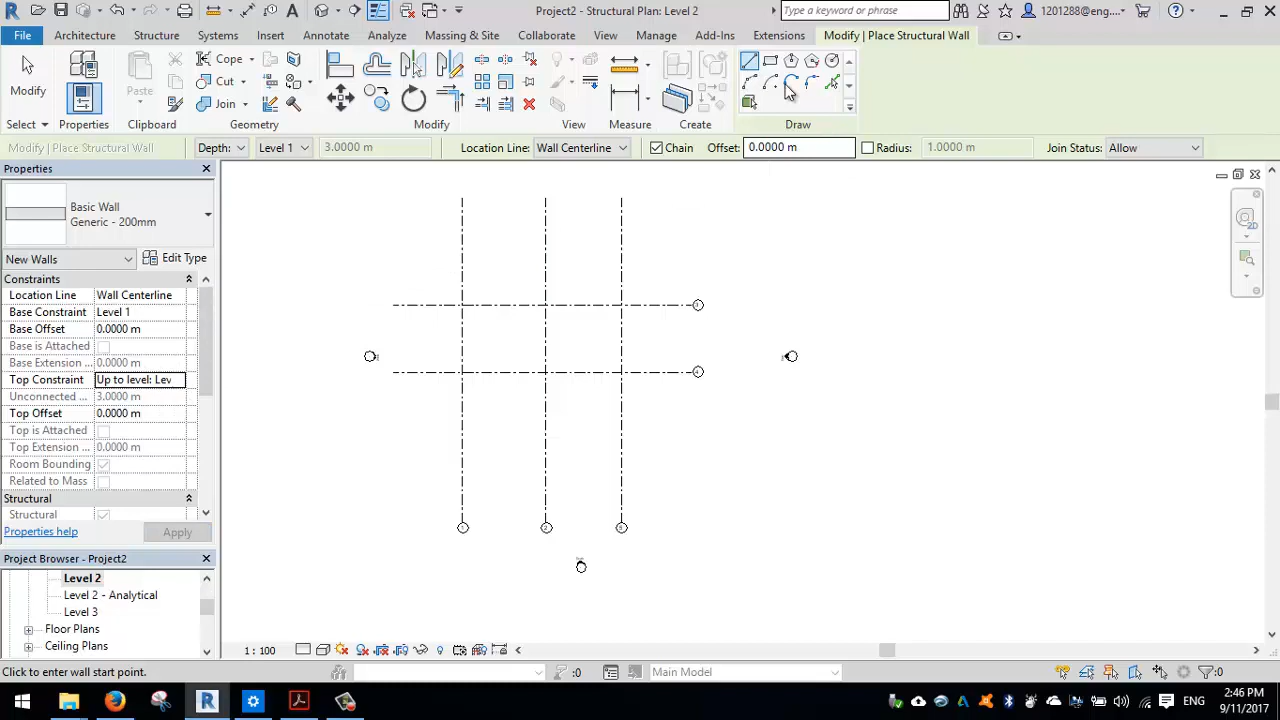 Project2 - Structural Plan: Level 2
Type a keyword or phrase
1201288@eng....
File
Architecture
Structure
Systems
Insert
Annotate
Analyze
Massing & Site
Collaborate
View
Manage
Add-Ins
Extensions
Modify | Place Structural Wall
Modify
Paste
Cope
Cut
Join
Select
Properties
Clipboard
Geometry
Modify
View
Measure
Create
Draw
Modify | Place Structural Wall
Depth:
Level 1
3.0000 m
Location Line:
Wall Centerline
Chain
Offset:
0.0000 m
Radius:
1.0000 m
Join Status:
Allow
Properties
Basic Wall
Generic - 200mm
New Walls
Edit Type
Constraints
Location Line Wall Centerline
Base Constraint Level 1
Base Offset 0.0000 m
Base is Attached
Base Extension ... 0.0000 m
Top Constraint Up to level: Lev
Unconnected ... 3.0000 m
Top Offset 0.0000 m
Top is Attached
Top Extension ... 0.0000 m
Room Bounding
Related to Mass
Structural
Structural
Properties help
Apply
Project Browser - Project2
Level 2
Level 2 - Analytical
Level 3
Floor Plans
Ceiling Plans
2D
1 : 100
Click to enter wall start point.
:0
Main Model
:0
ENG
2:46 PM
9/11/2017